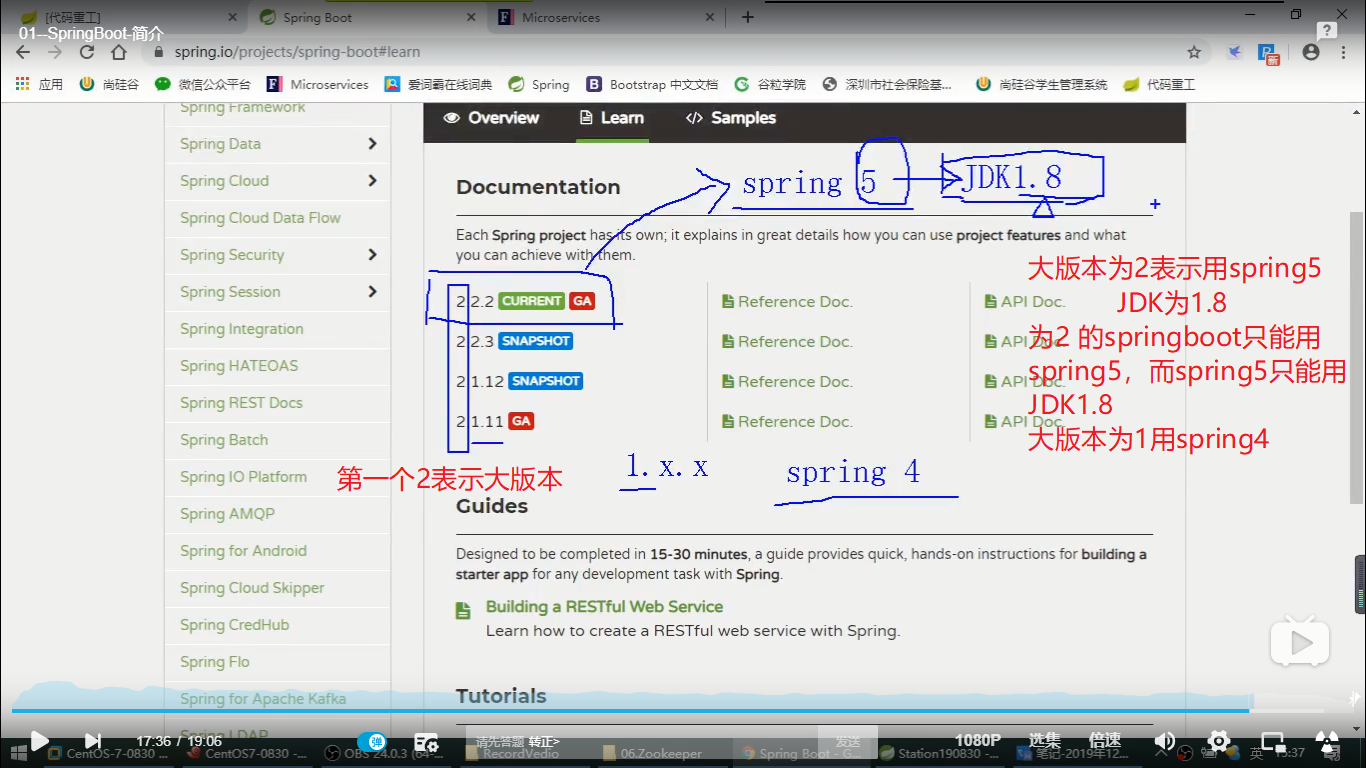 [代码重工]
Spring Boot
Microservices
01--SpringBoot-简介
spring.io/projects/spring-boot#learn
新
应用
尚硅谷
微信公众平台
Microservices
爱词霸在线词典
Spring
Bootstrap 中文文档
谷粒学院
深圳市社会保险基...
尚硅谷学生管理系统
代码重工
Spring Framework
Spring Data
Spring Cloud
Spring Cloud Data Flow
Spring Security
Spring Session
Spring Integration
Spring HATEOAS
Spring REST Docs
Spring Batch
Spring IO Platform
Spring AMQP
Spring for Android
Spring Cloud Skipper
Spring CredHub
Spring Flo
Spring for Apache Kafka
Spring LDAP
Overview
Learn
Samples
Documentation
spring 5
JDK1.8
Each Spring project has its own; it explains in great details how you can use project features and what
you can achieve with them.
2.2.2 CURRENT GA
Reference Doc.
API Doc.
2.2.3 SNAPSHOT
Reference Doc.
API Doc.
2.1.12 SNAPSHOT
Reference Doc.
API Doc.
2.1.11 GA
Reference Doc.
API Doc.
大版本为2表示用spring5
JDK为1.8
为2 的springboot只能用
spring5，而spring5只能用
JDK1.8
大版本为1用spring4
第一个2表示大版本
1.x.x
spring 4
Guides
Designed to be completed in 15-30 minutes, a guide provides quick, hands-on instructions for building a
starter app for any development task with Spring.
Building a RESTful Web Service
Learn how to create a RESTful web service with Spring.
Tutorials
17:36 / 19:06
弹
请先答题 转正>
发送
1080P
选集
倍速
CentOS-7-0830 -...
CentOS7-0830 -...
OBS 24.0.3 (64-...
RecordVedio
06.Zookeeper
Spring Boot - G...
Station190830 -...
笔记-2019年12...
英
15:37